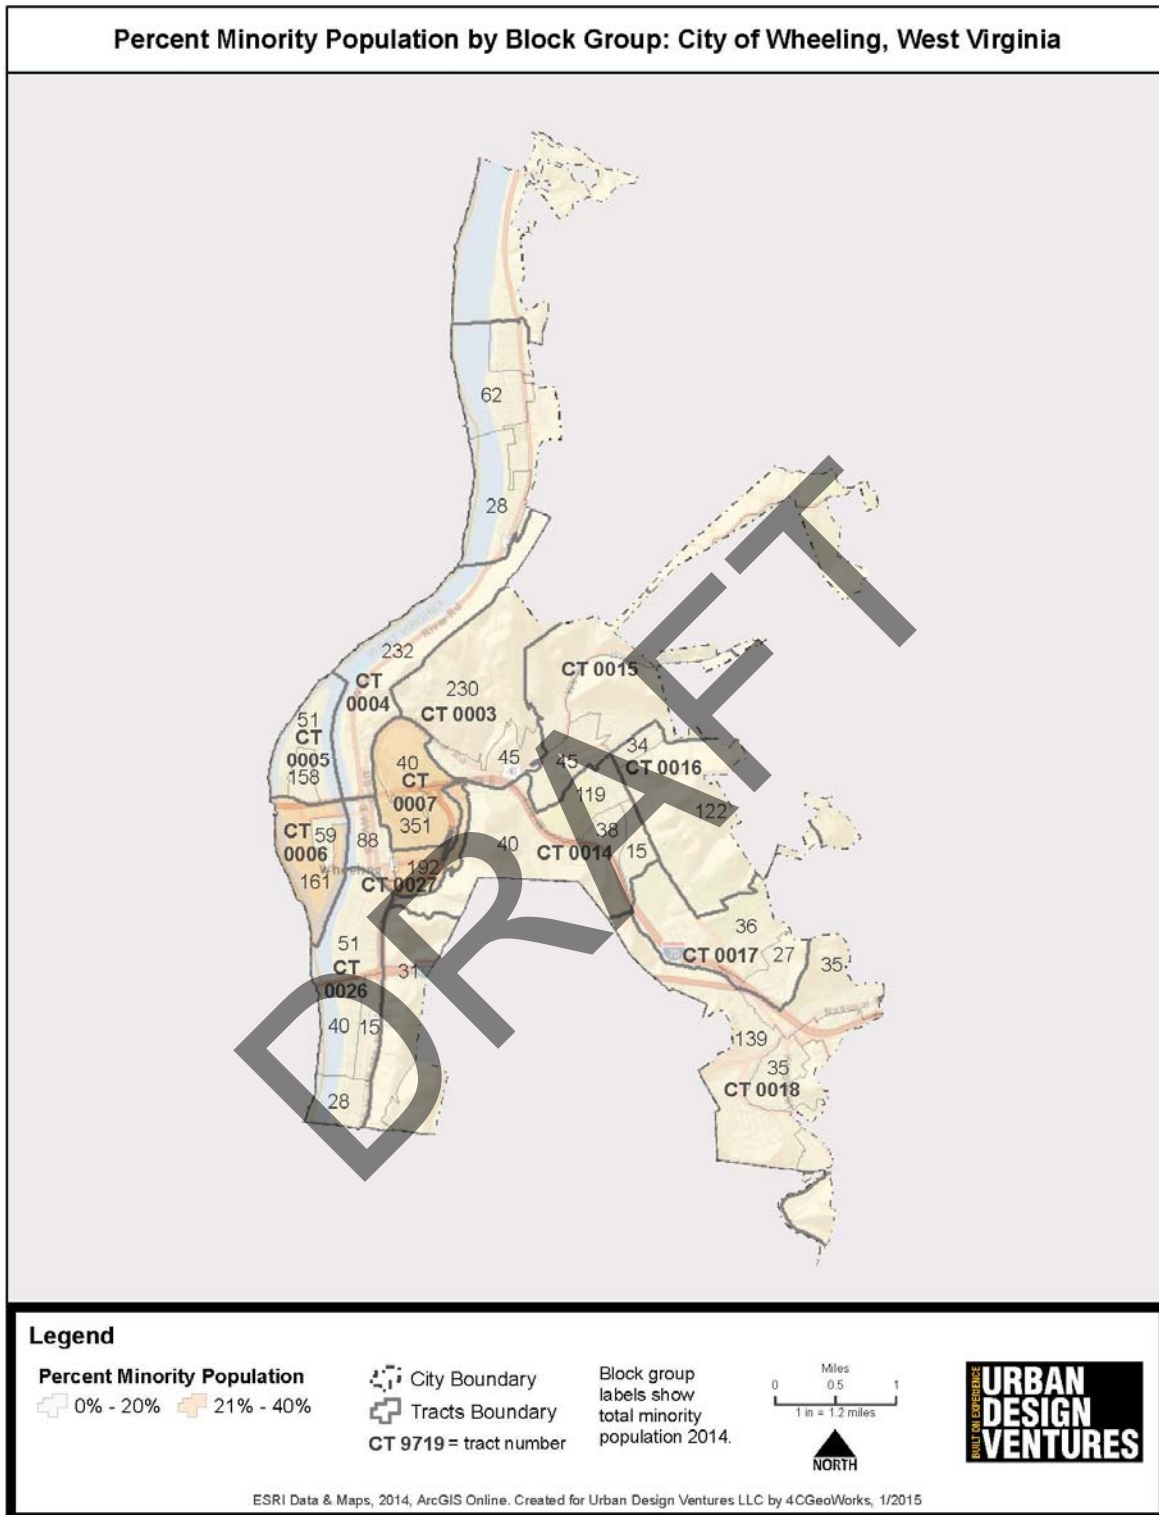 Percent Minority Population by Block Group: City of Wheeling, West Virginia
62
28
River Rd
232
CT
0004
230
CT 0003
CT 0015
51
CT
0005
158
40
CT
0007
351
45
45
34
CT 0016
119
122
CT
0006
59
161
88
Wheeling
192
CT 0027
40
38
CT 0014
15
36
CT 0017
27
35
51
CT
0026
31
40
15
28
139
35
CT 0018
DRAFT
Legend
Percent Minority Population
0% - 20%
21% - 40%
City Boundary
Tracts Boundary
CT 9719 = tract number
Block group
labels show
total minority
population 2014.
Miles
0 0.5 1
1 in = 1.2 miles
NORTH
BUILT ON EXPERIENCE
URBAN
DESIGN
VENTURES
ESRI Data & Maps, 2014, ArcGIS Online. Created for Urban Design Ventures LLC by 4CGeoWorks, 1/2015